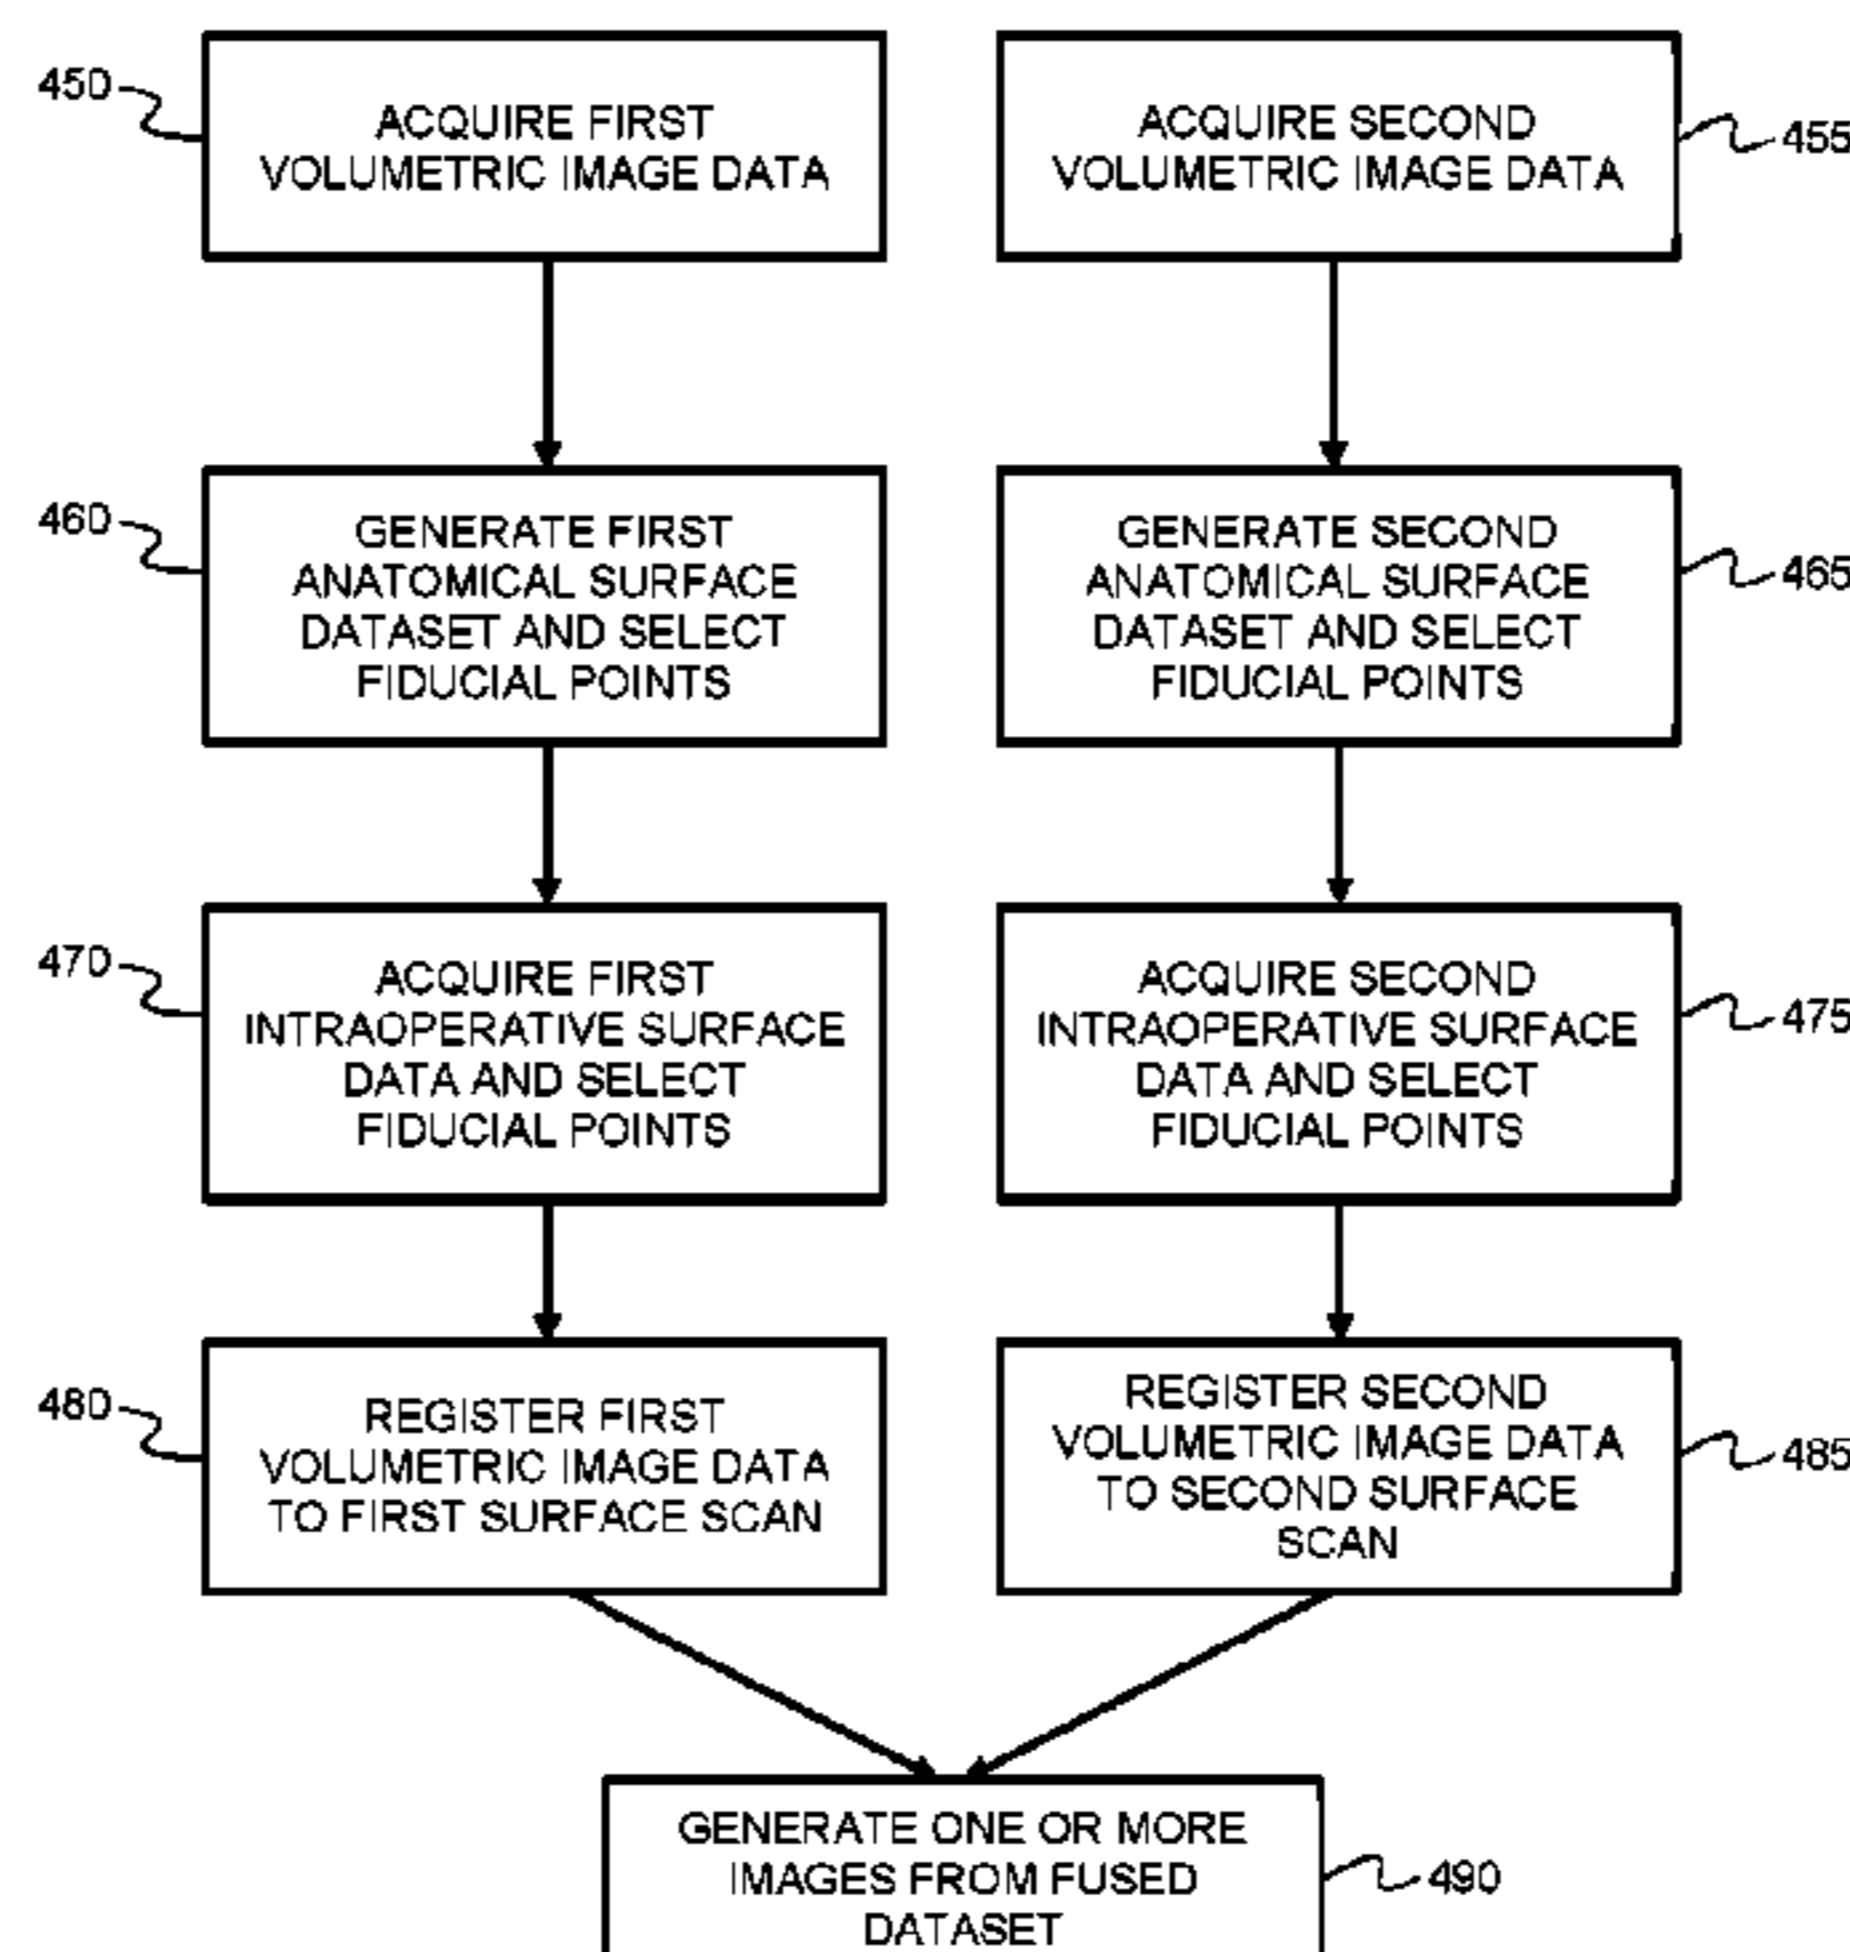 450
ACQUIRE FIRST
VOLUMETRIC IMAGE DATA
ACQUIRE SECOND
VOLUMETRIC IMAGE DATA
455
460
GENERATE FIRST
ANATOMICAL SURFACE
DATASET AND SELECT
FIDUCIAL POINTS
GENERATE SECOND
ANATOMICAL SURFACE
DATASET AND SELECT
FIDUCIAL POINTS
465
470
ACQUIRE FIRST
INTRAOPERATIVE SURFACE
DATA AND SELECT
FIDUCIAL POINTS
ACQUIRE SECOND
INTRAOPERATIVE SURFACE
DATA AND SELECT
FIDUCIAL POINTS
475
480
REGISTER FIRST
VOLUMETRIC IMAGE DATA
TO FIRST SURFACE SCAN
REGISTER SECOND
VOLUMETRIC IMAGE DATA
TO SECOND SURFACE
SCAN
485
GENERATE ONE OR MORE
IMAGES FROM FUSED
DATASET
490